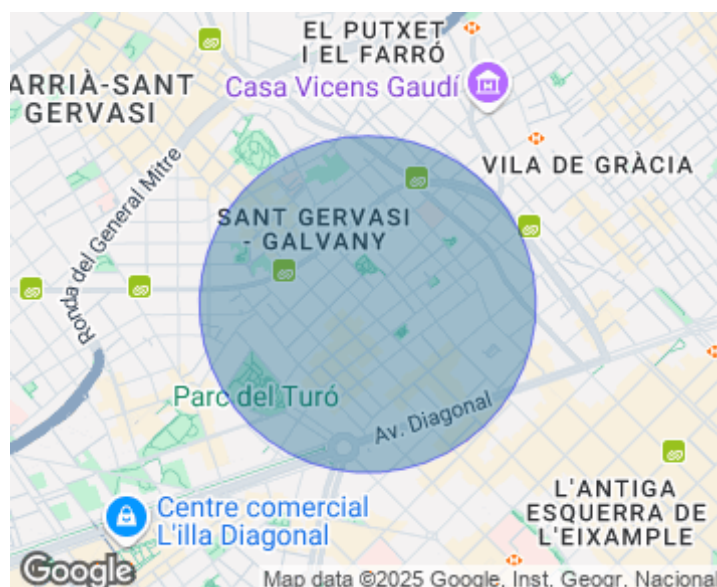 EL PUTXET
I EL FARRÓ
ARRIÀ-SANT
GERVASI
Casa Vicens Gaudí
VILA DE GRÀCIA
Ronda del General Mitre
SANT GERVASI
- GALVANY
Parc del Turó
Av. Diagonal
Centre comercial
L'illa Diagonal
L'ANTIGA
ESQUERRA DE
L'EIXAMPLE
Google
Map data ©2025 Google, Inst. Geogr. Nacional